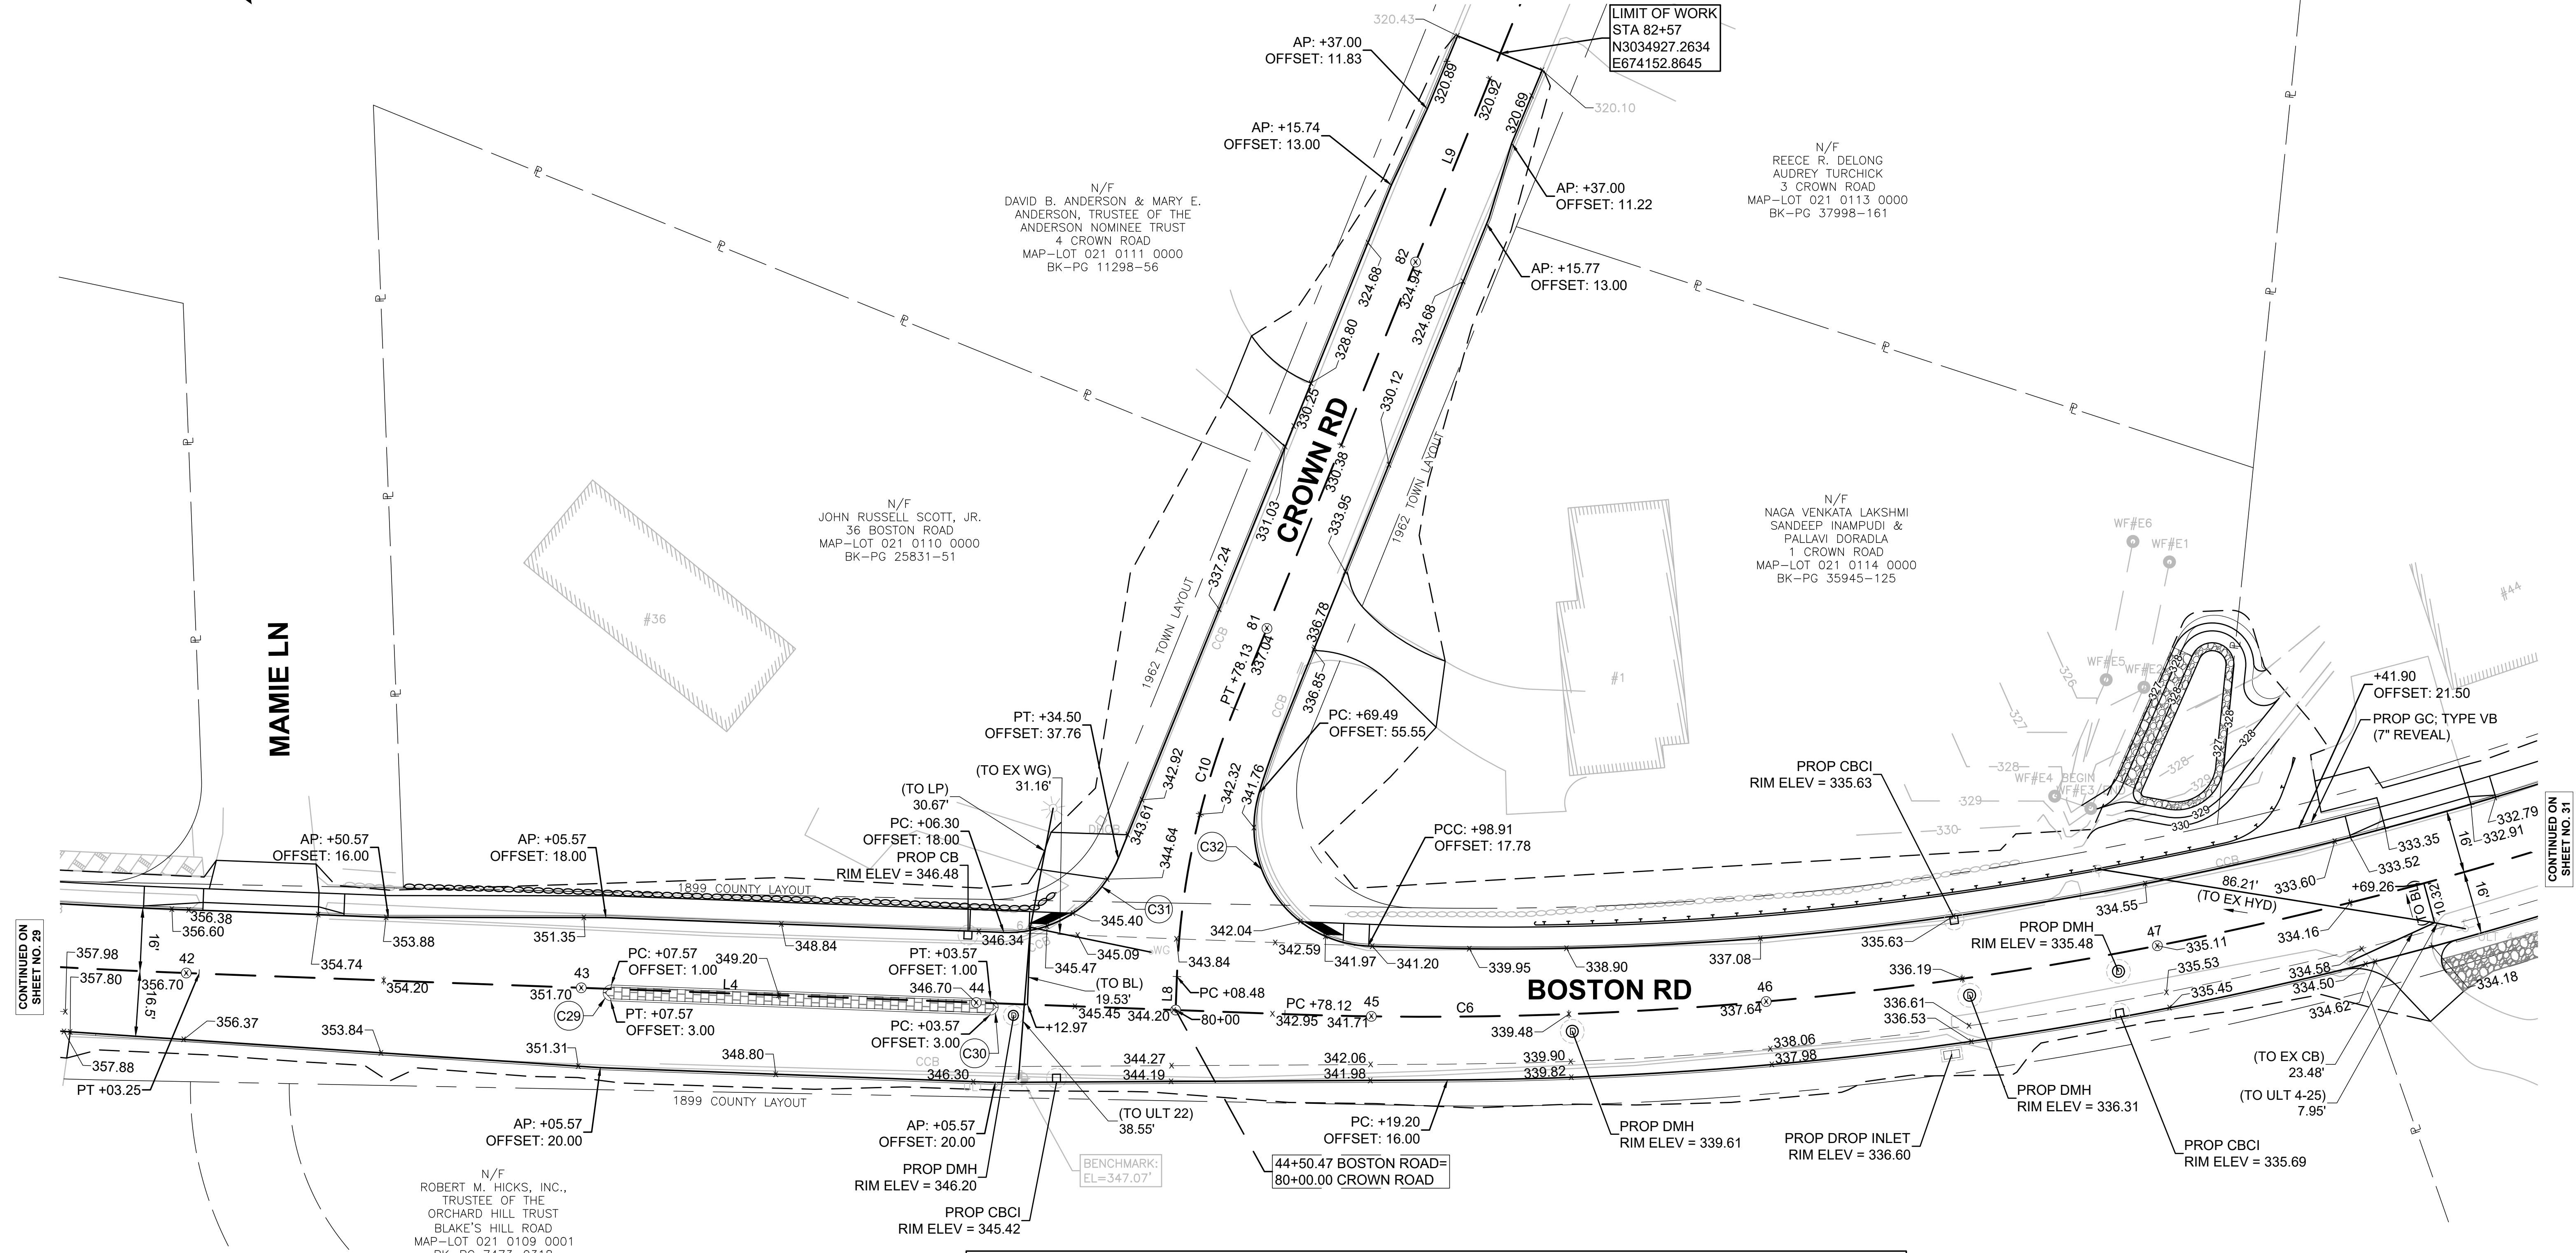 LIMIT OF WORK
STA 82+57
N3034927.2634
E674152.8645
320.43
AP: +37.00
OFFSET: 11.83
320.89
320.92
320.69
320.10
AP: +15.74
OFFSET: 13.00
L9
AP: +37.00
OFFSET: 11.22
N/F
REECE R. DELONG
AUDREY TURCHICK
3 CROWN ROAD
MAP-LOT 021 0113 0000
BK-PG 37998-161
N/F
DAVID B. ANDERSON & MARY E.
ANDERSON, TRUSTEE OF THE
ANDERSON NOMINEE TRUST
4 CROWN ROAD
MAP-LOT 021 0111 0000
BK-PG 11298-56
82
324.68
324.94
324.68
AP: +15.77
OFFSET: 13.00
328.80
330.25
330.12
CROWN RD
330.38
331.03
333.95
1962 TOWN LAYOUT
N/F
JOHN RUSSELL SCOTT, JR.
36 BOSTON ROAD
MAP-LOT 021 0110 0000
BK-PG 25831-51
N/F
NAGA VENKATA LAKSHMI
SANDEEP INAMPUDI &
PALLAVI DORADLA
1 CROWN ROAD
MAP-LOT 021 0114 0000
BK-PG 35945-125
WF#E6
WF#E1
WF#E5
WF#E2
WF#E4 BEGIN
#44
#36
#1
MAMIE LN
337.24
CCB
1962 TOWN LAYOUT
81
PT +78.13
337.04
336.78
336.85
CCB
326
327
328
329
330
327
328
328
328
327
328
328
329
329
330
+41.90
OFFSET: 21.50
PROP GC; TYPE VB
(7" REVEAL)
PT: +34.50
OFFSET: 37.76
PC: +69.49
OFFSET: 55.55
(TO EX WG)
31.16'
(TO LP)
30.67'
342.92
343.61
C10
342.32
341.76
344.64
C32
PROP CBCI
RIM ELEV = 335.63
PCC: +98.91
OFFSET: 17.78
PC: +06.30
OFFSET: 18.00
PROP CB
RIM ELEV = 346.48
AP: +50.57
OFFSET: 16.00
AP: +05.57
OFFSET: 18.00
1899 COUNTY LAYOUT
C31
345.40
CONTINUED ON
SHEET NO. 29
CONTINUED ON
SHEET NO. 31
356.38
356.60
353.88
351.35
348.84
346.34
CCB
345.47
345.09
WG
343.84
342.04
342.59
341.97
341.20
339.95
338.90
337.08
335.63
334.55
CCB
333.60
333.52
333.35
332.91
332.79
16'
16'
86.21'
(TO EX HYD)
+69.26
(TO BL)
10.32'
334.16
16'
16.5'
357.98
357.80
42
356.70
354.74
354.20
43
351.70
PC: +07.57
OFFSET: 1.00
349.20
L4
PT: +03.57
OFFSET: 1.00
346.70
44
C29
PT: +07.57
OFFSET: 3.00
PC: +03.57
OFFSET: 3.00
C30
(TO BL)
19.53'
+12.97
345.45
344.20
L8
PC +08.48
80+00
PC +78.12
342.95
341.71
45
C6
BOSTON RD
46
337.64
339.48
336.19
336.61
336.53
PROP DMH
RIM ELEV = 335.48
47
335.11
335.53
335.45
334.58
334.50
334.62
334.18
357.88
PT +03.25
356.37
353.84
351.31
348.80
CCB
346.30
344.27
344.19
342.06
341.98
339.90
339.82
338.06
337.98
1899 COUNTY LAYOUT
AP: +05.57
OFFSET: 20.00
AP: +05.57
OFFSET: 20.00
PROP DMH
RIM ELEV = 346.20
PROP CBCI
RIM ELEV = 345.42
(TO ULT 22)
38.55'
BENCHMARK:
EL=347.07'
44+50.47 BOSTON ROAD=
80+00.00 CROWN ROAD
PC: +19.20
OFFSET: 16.00
PROP DMH
RIM ELEV = 339.61
PROP DROP INLET
RIM ELEV = 336.60
PROP DMH
RIM ELEV = 336.31
PROP CBCI
RIM ELEV = 335.69
(TO EX CB)
23.48'
(TO ULT 4-25)
7.95'
N/F
ROBERT M. HICKS, INC.,
TRUSTEE OF THE
ORCHARD HILL TRUST
BLAKE'S HILL ROAD
MAP-LOT 021 0109 0001